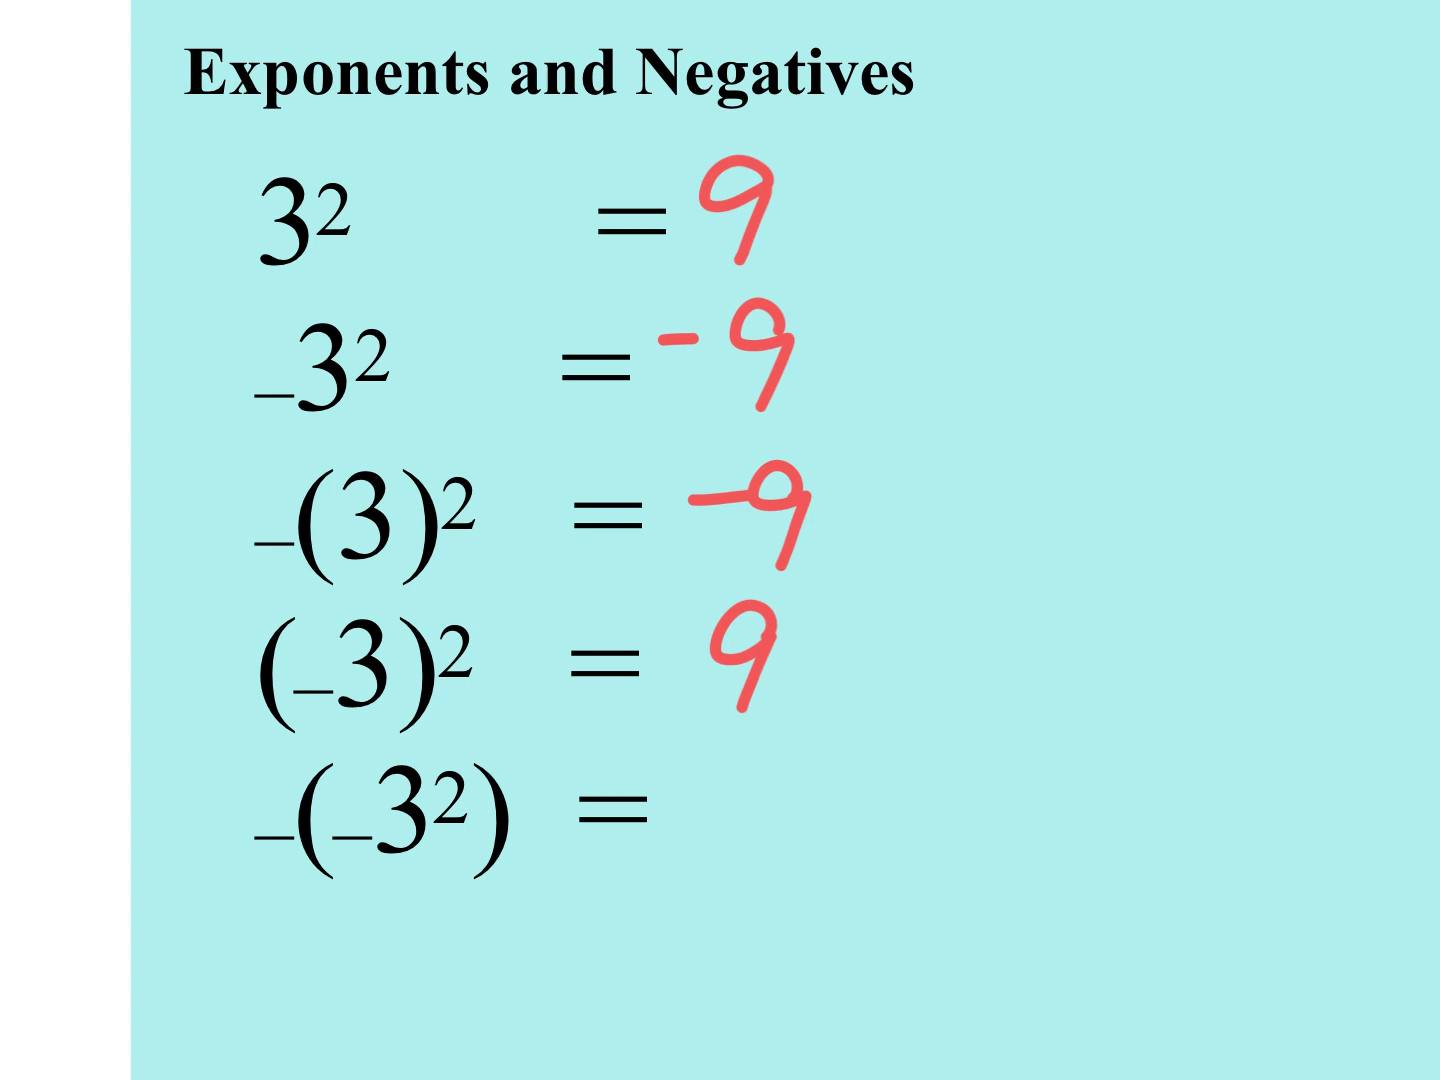 Exponents and Negatives
3² = 9
–3² = -9
–(3)² = -9
(–3)² = 9
–(–3²) =